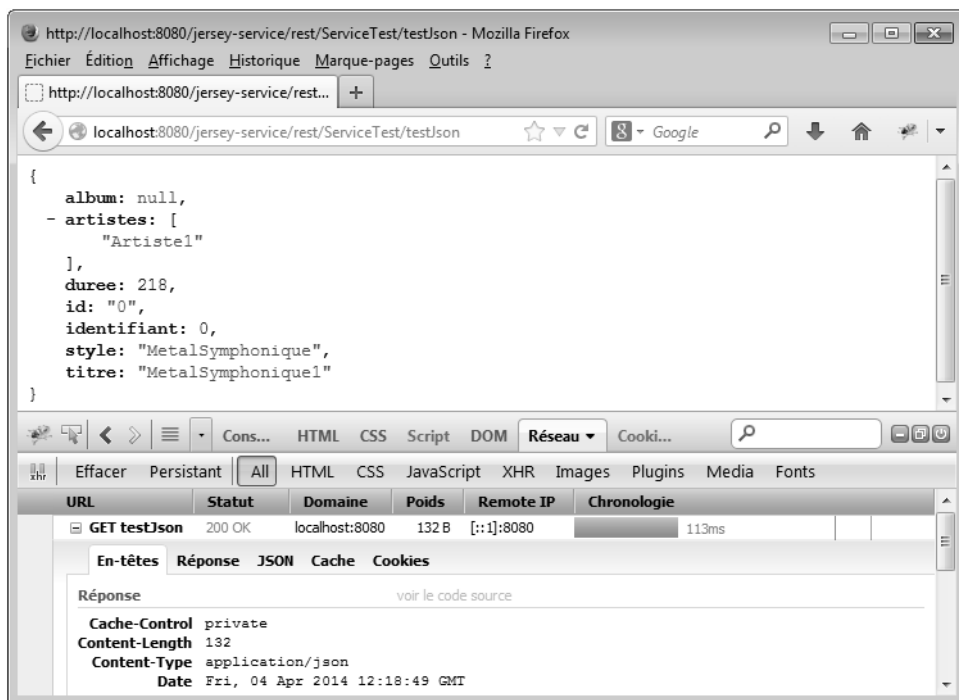 http://localhost:8080/jersey-service/rest/ServiceTest/testJson - Mozilla Firefox
Fichier Édition Affichage Historique Marque-pages Outils ?
http://localhost:8080/jersey-service/rest... +
localhost:8080/jersey-service/rest/ServiceTest/testJson 8 Google
{
album: null,
- artistes: [
"Artiste1"
],
duree: 218,
id: "0",
identifiant: 0,
style: "MetalSymphonique",
titre: "MetalSymphonique1"
}
Cons... HTML CSS Script DOM Réseau Cooki...
xhr Effacer Persistant All HTML CSS JavaScript XHR Images Plugins Media Fonts
URL Statut Domaine Poids Remote IP Chronologie
GET testJson 200 OK localhost:8080 132 B [::1]:8080 113ms
En-têtes Réponse JSON Cache Cookies
Réponse voir le code source
Cache-Control private
Content-Length 132
Content-Type application/json
Date Fri, 04 Apr 2014 12:18:49 GMT